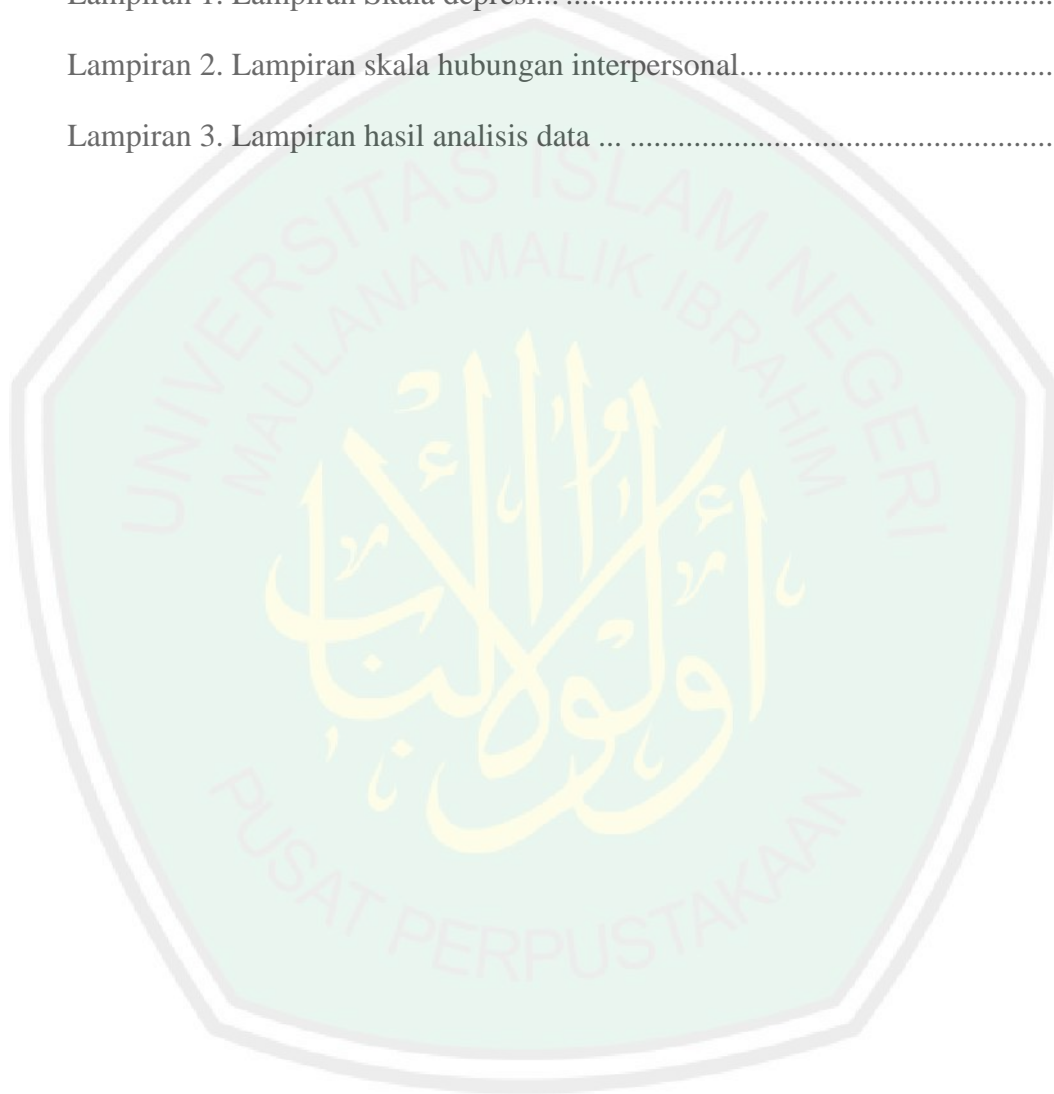 Lampiran 1. Lampiran Skala depresi... ............................................................
Lampiran 2. Lampiran skala hubungan interpersonal.......................................
Lampiran 3. Lampiran hasil analisis data ... .....................................................
UNIVERSITAS ISLAM NEGERI
MAULANA MALIK IBRAHIM
أولوا الألباب
PUSAT PERPUSTAKAAN